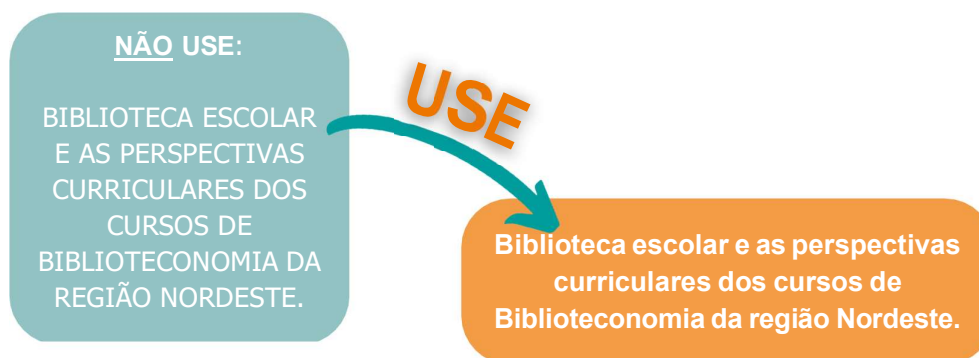 NÃO USE:
BIBLIOTECA ESCOLAR
E AS PERSPECTIVAS
CURRICULARES DOS
CURSOS DE
BIBLIOTECONOMIA DA
REGIÃO NORDESTE.
USE
Biblioteca escolar e as perspectivas
curriculares dos cursos de
Biblioteconomia da região Nordeste.